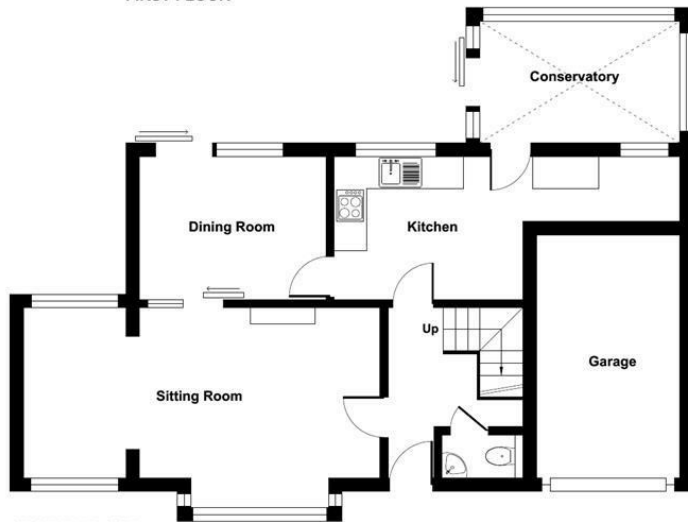 Conservatory
Dining Room
Kitchen
Up
Garage
Sitting Room